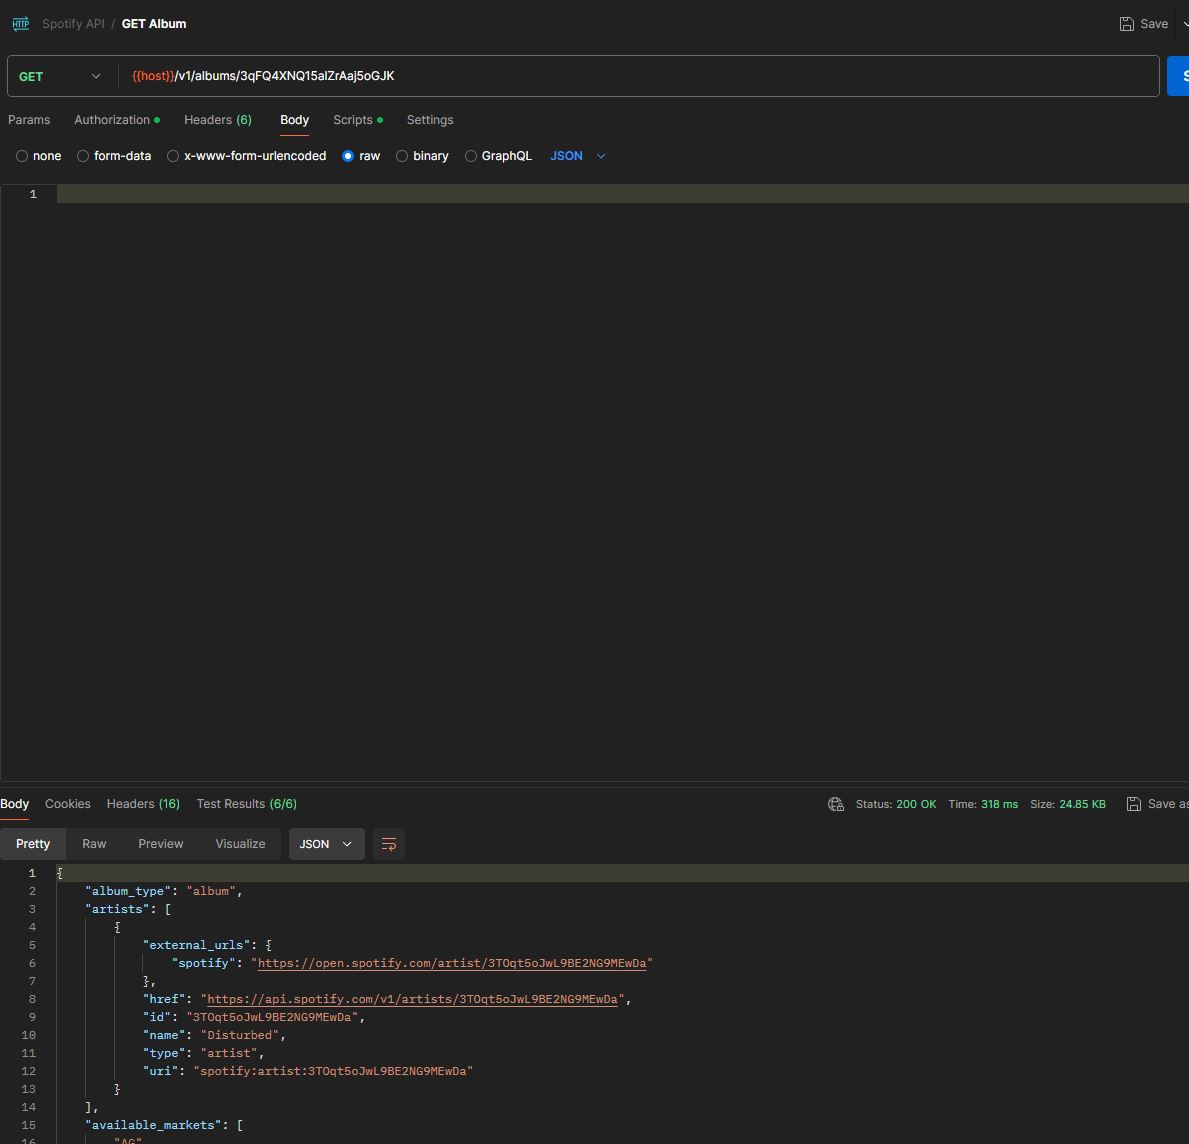 HTTP Spotify API / GET Album Save
GET {{host}}/v1/albums/3qFQ4XNQ15alZrAaj5oGJK S
Params Authorization Headers (6) Body Scripts Settings
none form-data x-www-form-urlencoded raw binary GraphQL JSON
1
Body Cookies Headers (16) Test Results (6/6) Status: 200 OK Time: 318 ms Size: 24.85 KB Save as
Pretty Raw Preview Visualize JSON
1 {
2 "album_type": "album",
3 "artists": [
4 {
5 "external_urls": {
6 "spotify": "https://open.spotify.com/artist/3TOqt5oJwL9BE2NG9MEwDa"
7 },
8 "href": "https://api.spotify.com/v1/artists/3TOqt5oJwL9BE2NG9MEwDa",
9 "id": "3TOqt5oJwL9BE2NG9MEwDa",
10 "name": "Disturbed",
11 "type": "artist",
12 "uri": "spotify:artist:3TOqt5oJwL9BE2NG9MEwDa"
13 }
14 ],
15 "available_markets": [
16 "AG"